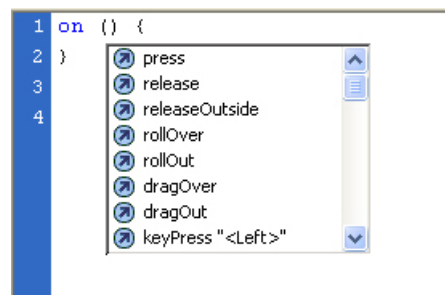 1 on () {
2 }
3
4
press
release
releaseOutside
rollOver
rollOut
dragOver
dragOut
keyPress "<Left>"